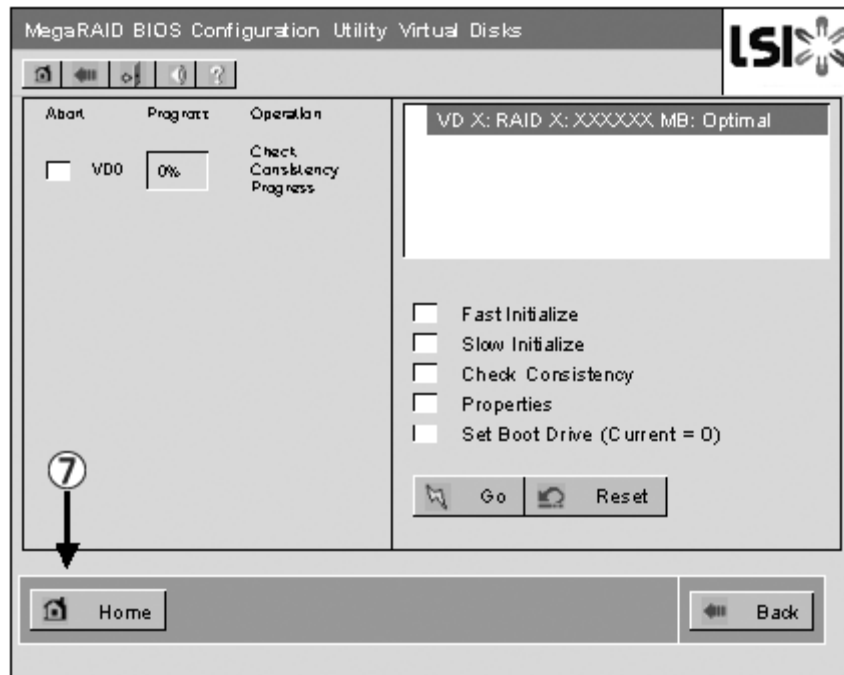 MegaRAID BIOS Configuration Utility Virtual Disks
LSI
?
Abort Progratt Operation
VD0 0% Check
Consistency
Progress
VD X: RAID X: XXXXXX MB: Optimal
Fast Initialize
Slow Initialize
Check Consistency
Properties
Set Boot Drive (Current = 0)
Go Reset
⑦
Home Back